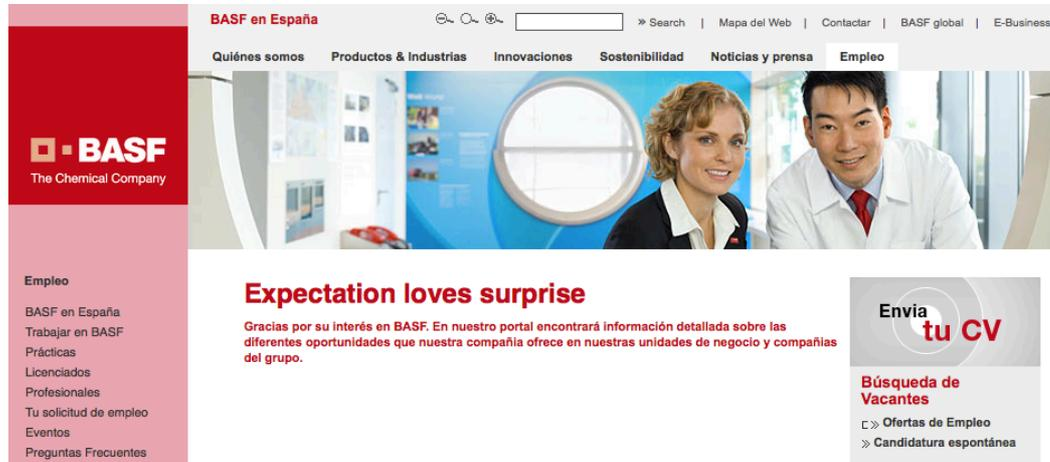 BASF en España
» Search | Mapa del Web | Contactar | BASF global | E-Business
Quiénes somos Productos & Industrias Innovaciones Sostenibilidad Noticias y prensa Empleo
BASF
The Chemical Company
Empleo
BASF en España
Trabajar en BASF
Prácticas
Licenciados
Profesionales
Tu solicitud de empleo
Eventos
Preguntas Frecuentes
Expectation loves surprise
Gracias por su interés en BASF. En nuestro portal encontrará información detallada sobre las
diferentes oportunidades que nuestra compañia ofrece en nuestras unidades de negocio y compañias
del grupo.
Envia
tu CV
Búsqueda de
Vacantes
» Ofertas de Empleo
» Candidatura espontánea